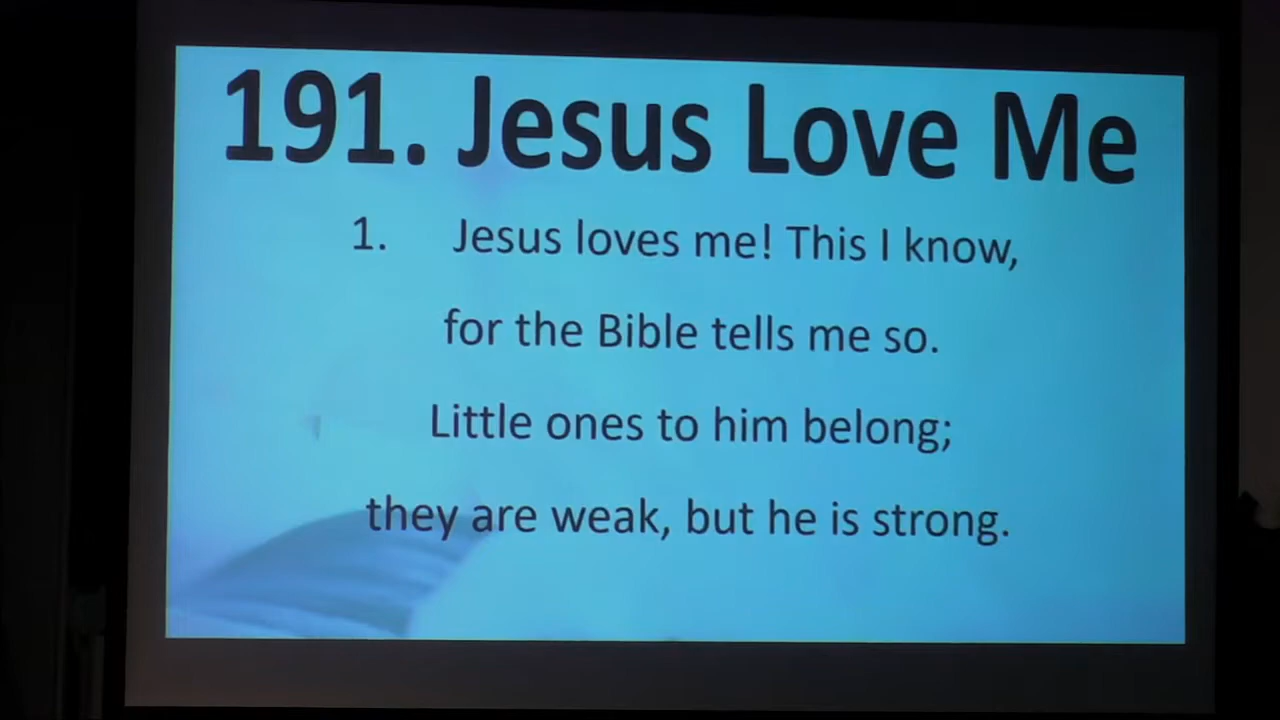 191. Jesus Love Me
1. Jesus loves me! This I know,
for the Bible tells me so.
Little ones to him belong;
they are weak, but he is strong.